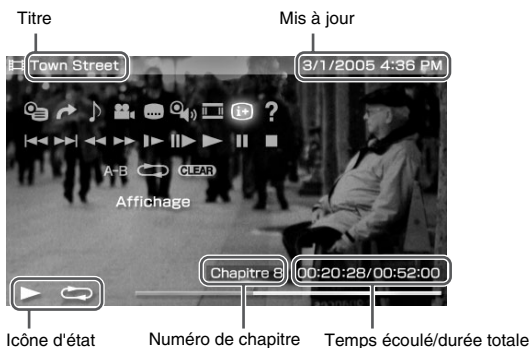 Titre
Mis à jour
Town Street
3/1/2005 4:36 PM
A-B
CLEAR
Affichage
Chapitre 8
00:20:28/00:52:00
Icône d'état
Numéro de chapitre
Temps écoulé/durée totale